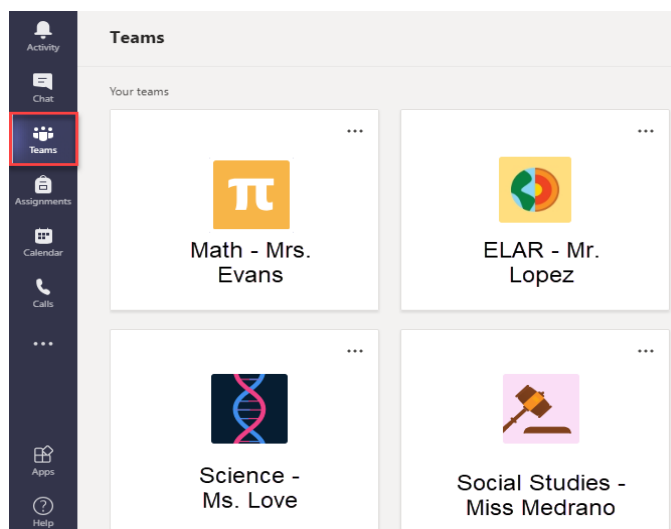 Activity
Chat
Teams
Assignments
Calendar
Calls
Apps
Help
Teams
Your teams
Math - Mrs.
Evans
ELAR - Mr.
Lopez
Science -
Ms. Love
Social Studies -
Miss Medrano